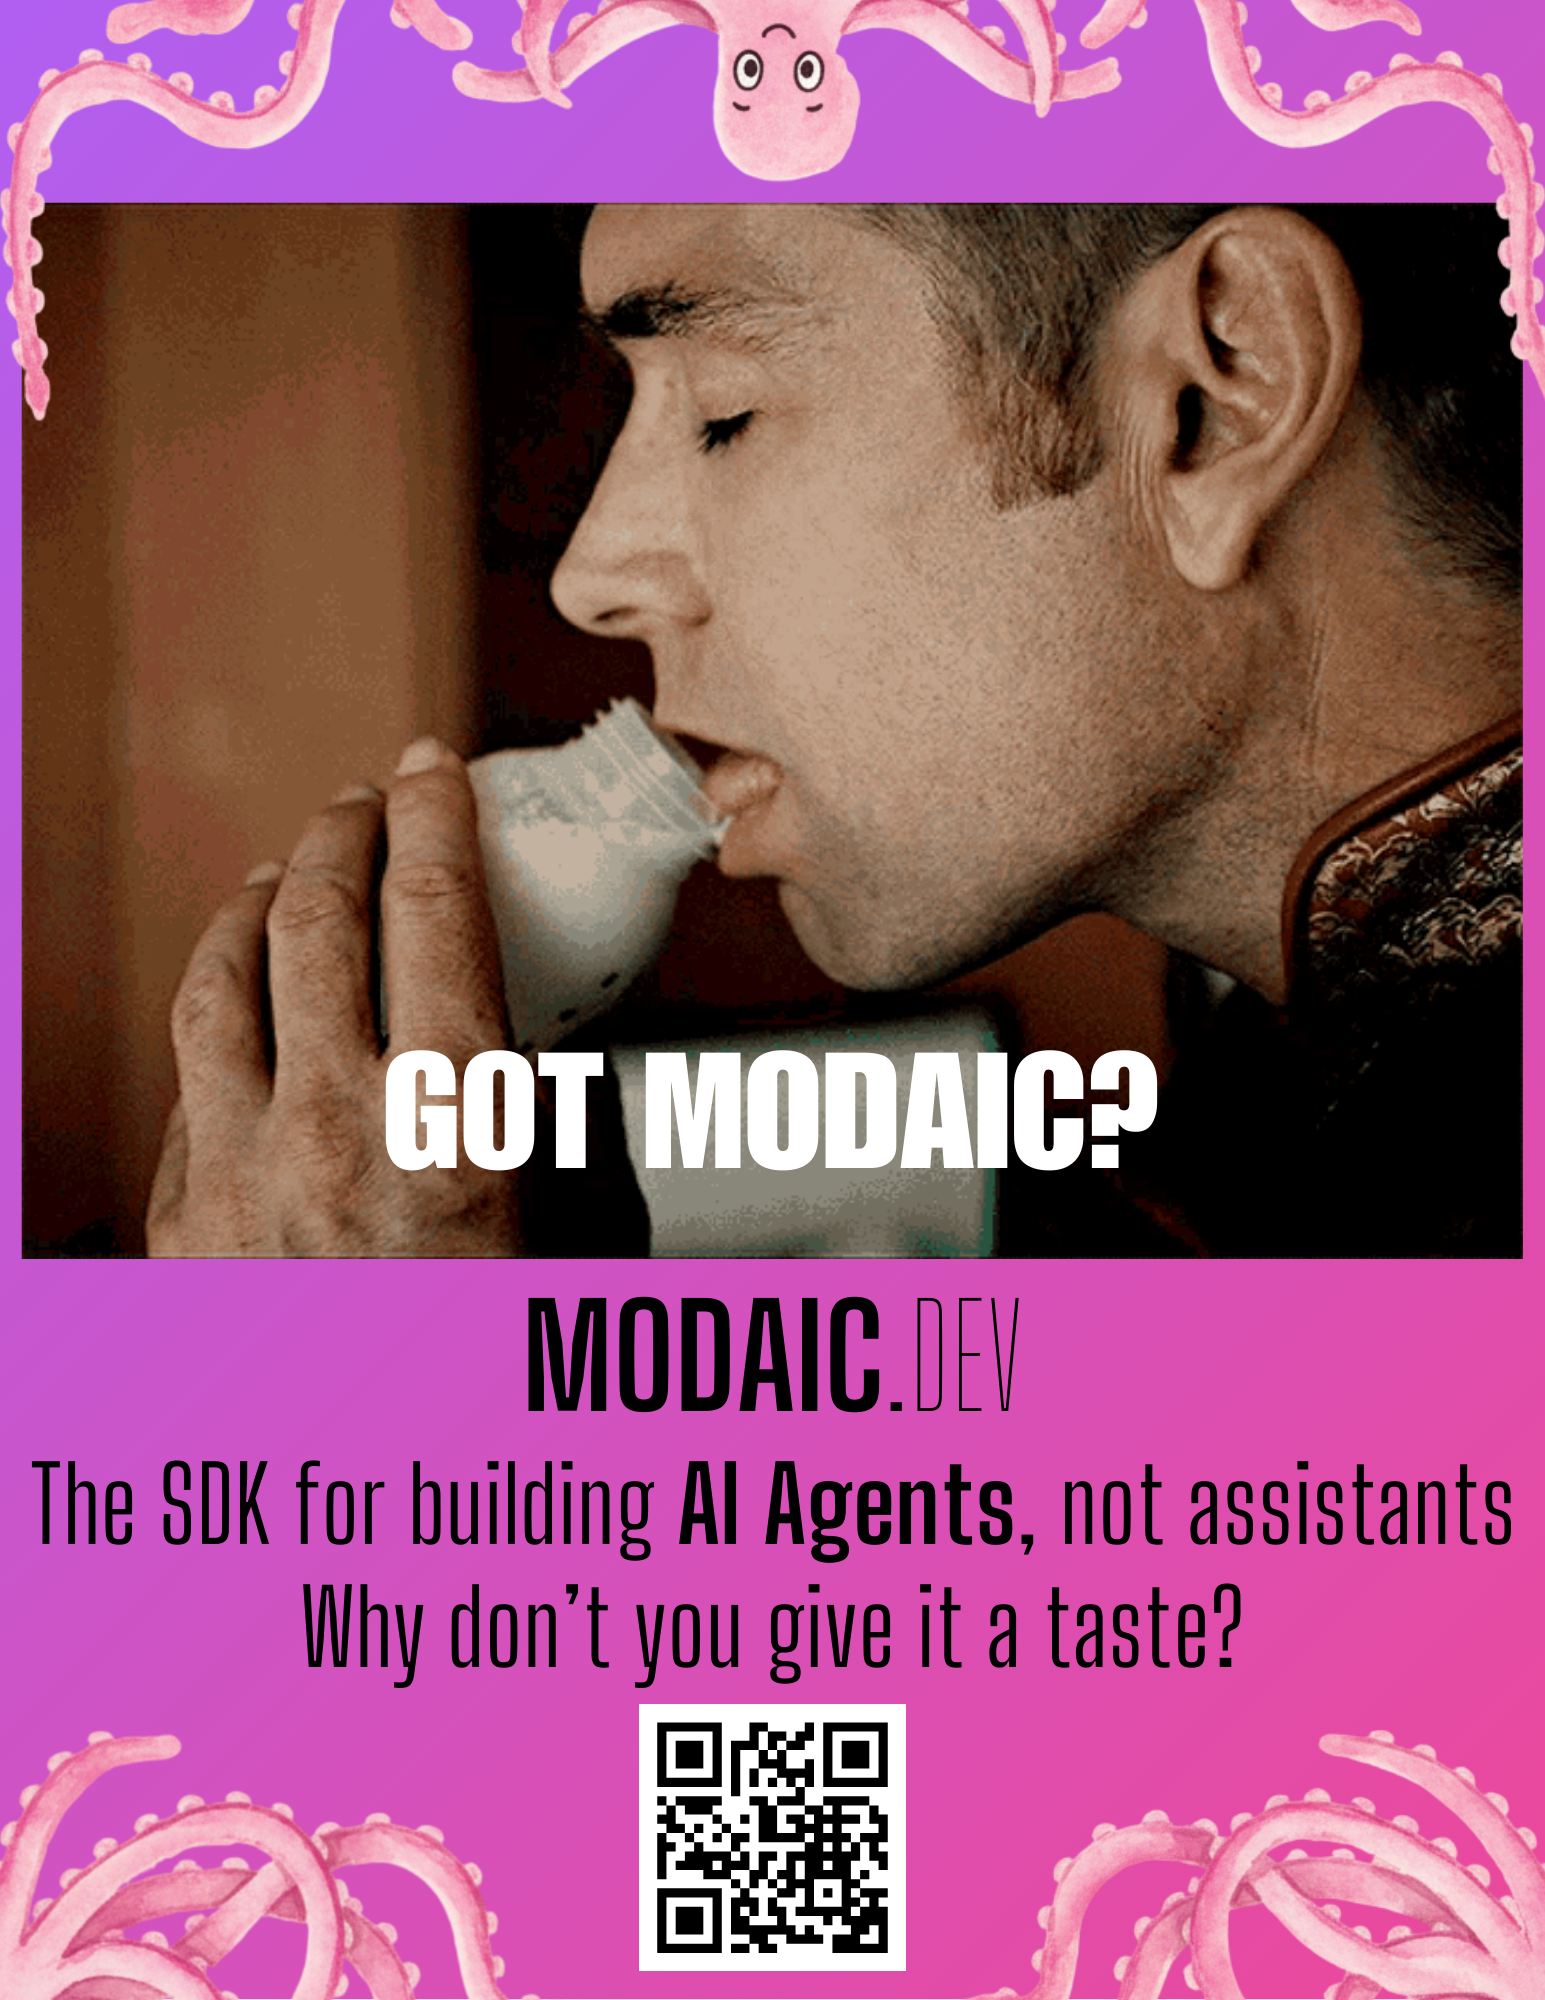 GOT MODAIC?
MODAIC.DEV
The SDK for building AI Agents, not assistants
Why don’t you give it a taste?